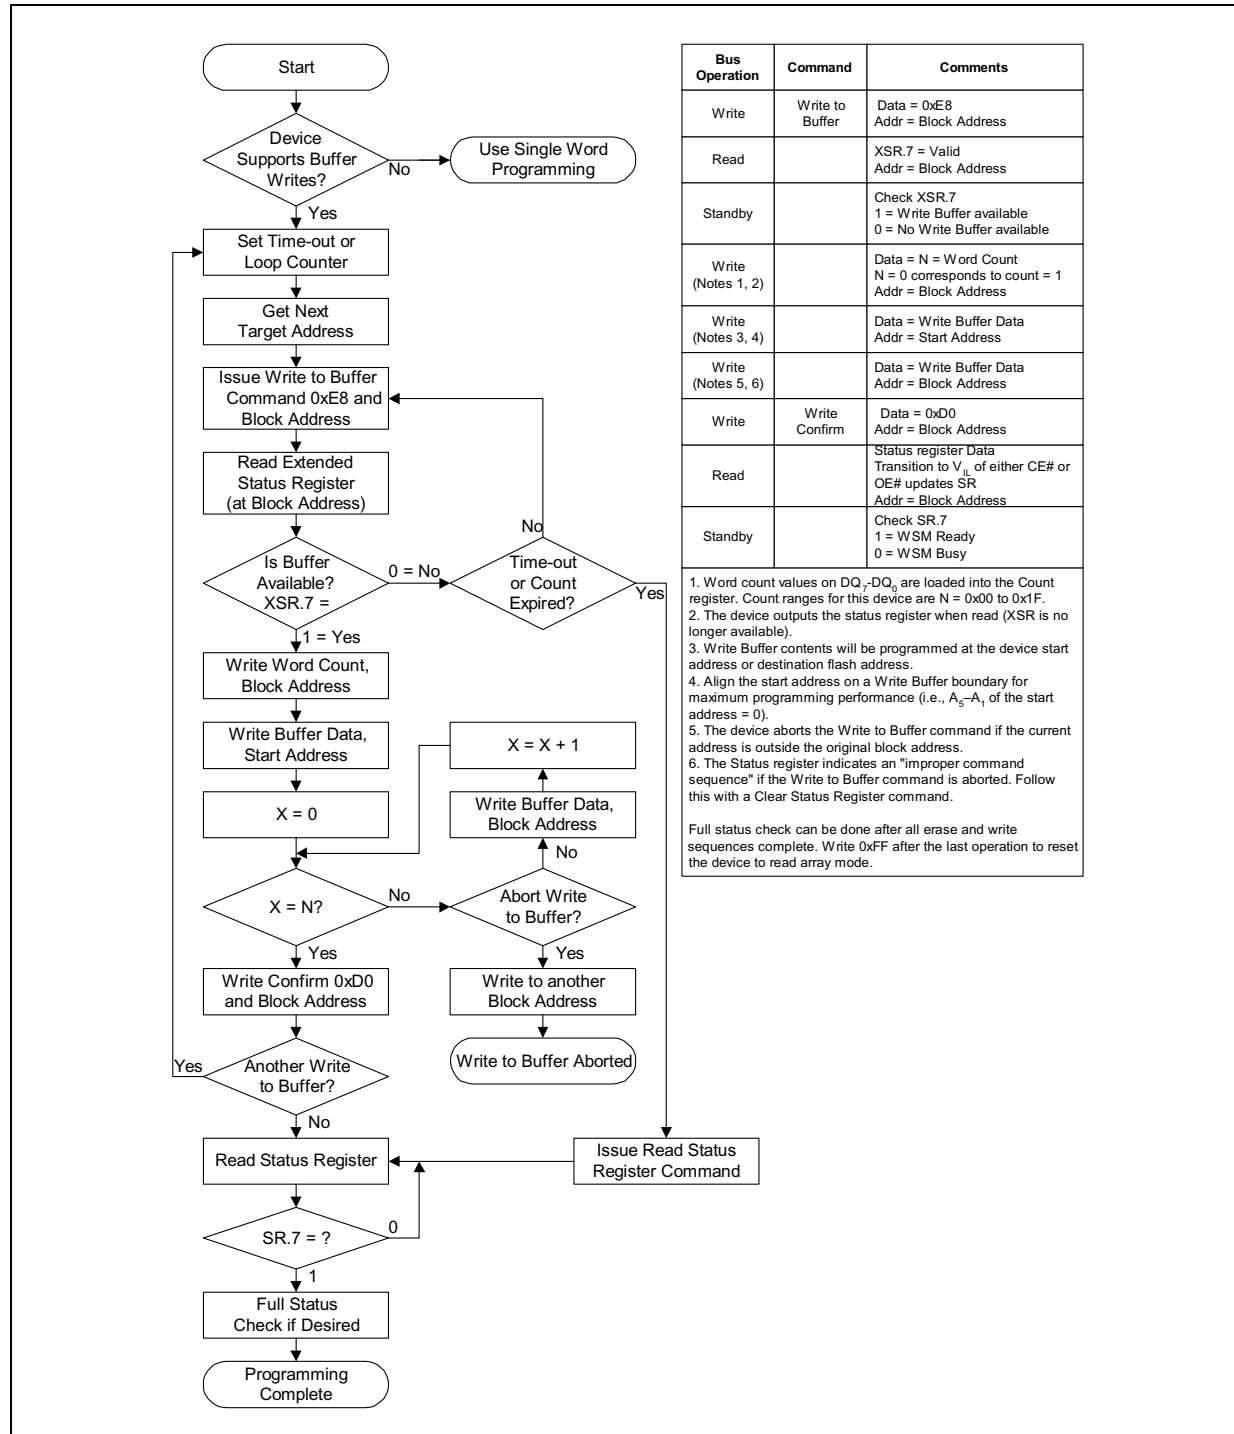 Start
Device
Supports Buffer
Writes?
No
Use Single Word
Programming
Yes
Set Time-out or
Loop Counter
Get Next
Target Address
Issue Write to Buffer
Command 0xE8 and
Block Address
Read Extended
Status Register
(at Block Address)
No
Is Buffer
Available?
XSR.7 =
0 = No
Time-out
or Count
Expired?
Yes
1 = Yes
Write Word Count,
Block Address
Write Buffer Data,
Start Address
X = X + 1
X = 0
Write Buffer Data,
Block Address
No
X = N?
No
Abort Write
to Buffer?
Yes
Yes
Write Confirm 0xD0
and Block Address
Write to another
Block Address
Yes
Another Write
to Buffer?
Write to Buffer Aborted
No
Read Status Register
Issue Read Status
Register Command
SR.7 = ?
0
1
Full Status
Check if Desired
Programming
Complete
Bus
Operation
Command
Comments
Write
Write to
Buffer
Data = 0xE8
Addr = Block Address
Read
XSR.7 = Valid
Addr = Block Address
Standby
Check XSR.7
1 = Write Buffer available
0 = No Write Buffer available
Write
(Notes 1, 2)
Data = N = Word Count
N = 0 corresponds to count = 1
Addr = Block Address
Write
(Notes 3, 4)
Data = Write Buffer Data
Addr = Start Address
Write
(Notes 5, 6)
Data = Write Buffer Data
Addr = Block Address
Write
Write
Confirm
Data = 0xD0
Addr = Block Address
Read
Status register Data
Transition to VIL of either CE# or
OE# updates SR
Addr = Block Address
Standby
Check SR.7
1 = WSM Ready
0 = WSM Busy
1. Word count values on DQ7-DQ0 are loaded into the Count
register. Count ranges for this device are N = 0x00 to 0x1F.
2. The device outputs the status register when read (XSR is no
longer available).
3. Write Buffer contents will be programmed at the device start
address or destination flash address.
4. Align the start address on a Write Buffer boundary for
maximum programming performance (i.e., A5–A1 of the start
address = 0).
5. The device aborts the Write to Buffer command if the current
address is outside the original block address.
6. The Status register indicates an "improper command
sequence" if the Write to Buffer command is aborted. Follow
this with a Clear Status Register command.
Full status check can be done after all erase and write
sequences complete. Write 0xFF after the last operation to reset
the device to read array mode.